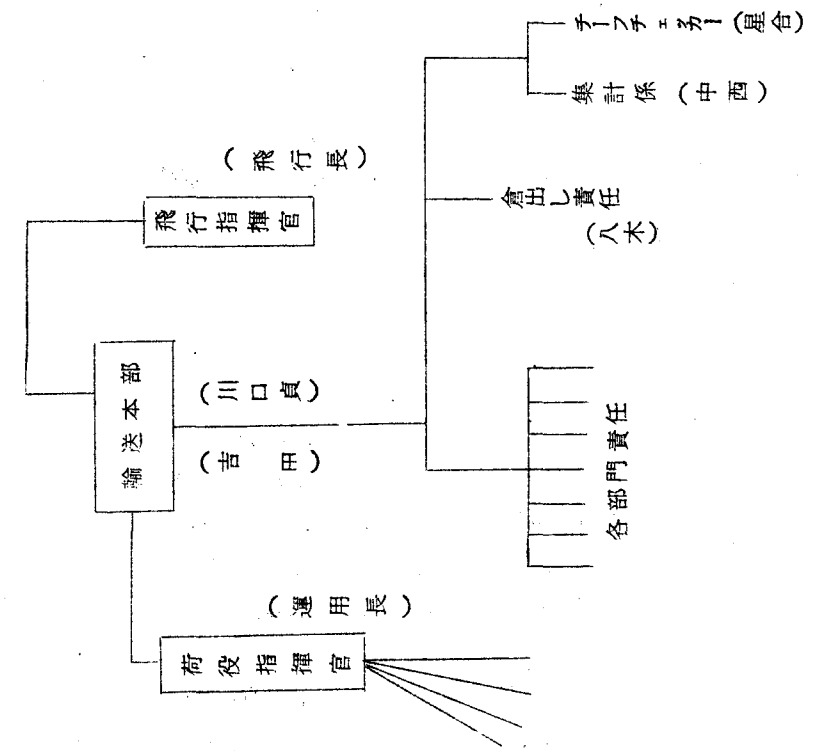 輸送本部
(吉田)
(川口貞)
荷役指揮官
(運用長)
飛行指揮官
(飛行長)
各部門責任
倉出し責任
(八木)
集計係(中西)
チーフチェッカー(星合)